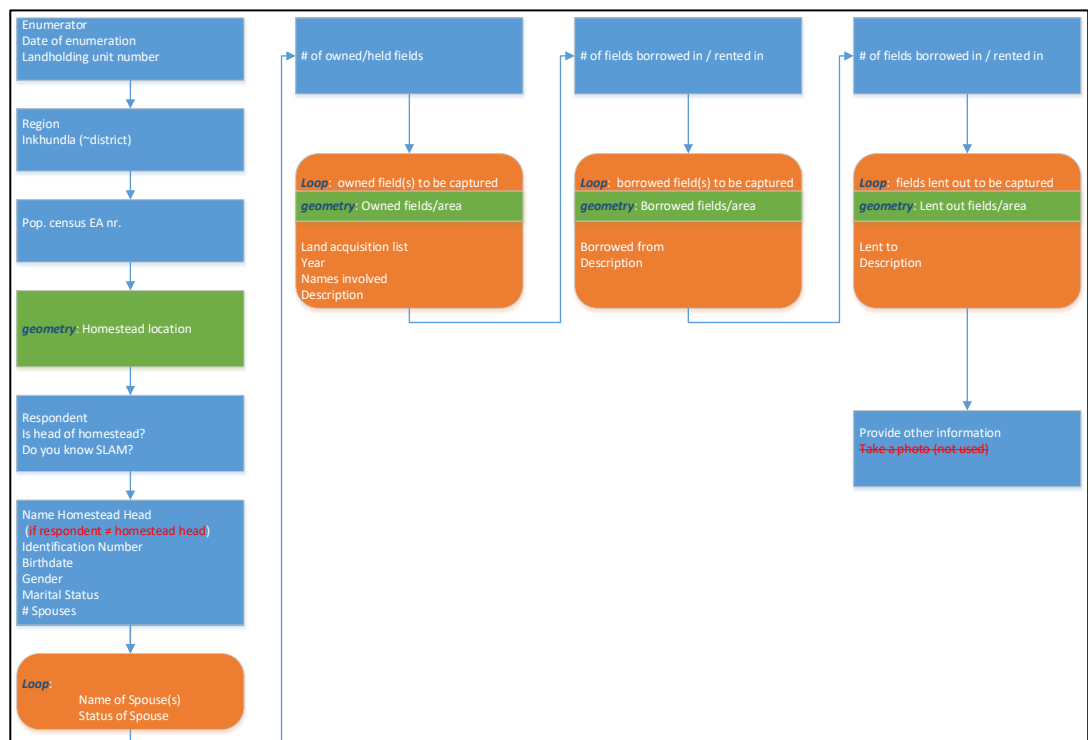 Enumerator
Date of enumeration
Landholding unit number
Region
Inkhundla (~district)
Pop. census EA nr.
geometry: Homestead location
Respondent
Is head of homestead?
Do you know SLAM?
Name Homestead Head
(if respondent ≠ homestead head)
Identification Number
Birthdate
Gender
Marital Status
# Spouses
Loop:
Name of Spouse(s)
Status of Spouse
# of owned/held fields
Loop: owned field(s) to be captured
geometry: Owned fields/area
Land acquisition list
Year
Names involved
Description
# of fields borrowed in / rented in
Loop: borrowed field(s) to be captured
geometry: Borrowed fields/area
Borrowed from
Description
# of fields borrowed in / rented in
Loop: fields lent out to be captured
geometry: Lent out fields/area
Lent to
Description
Provide other information
Take a photo (not used)